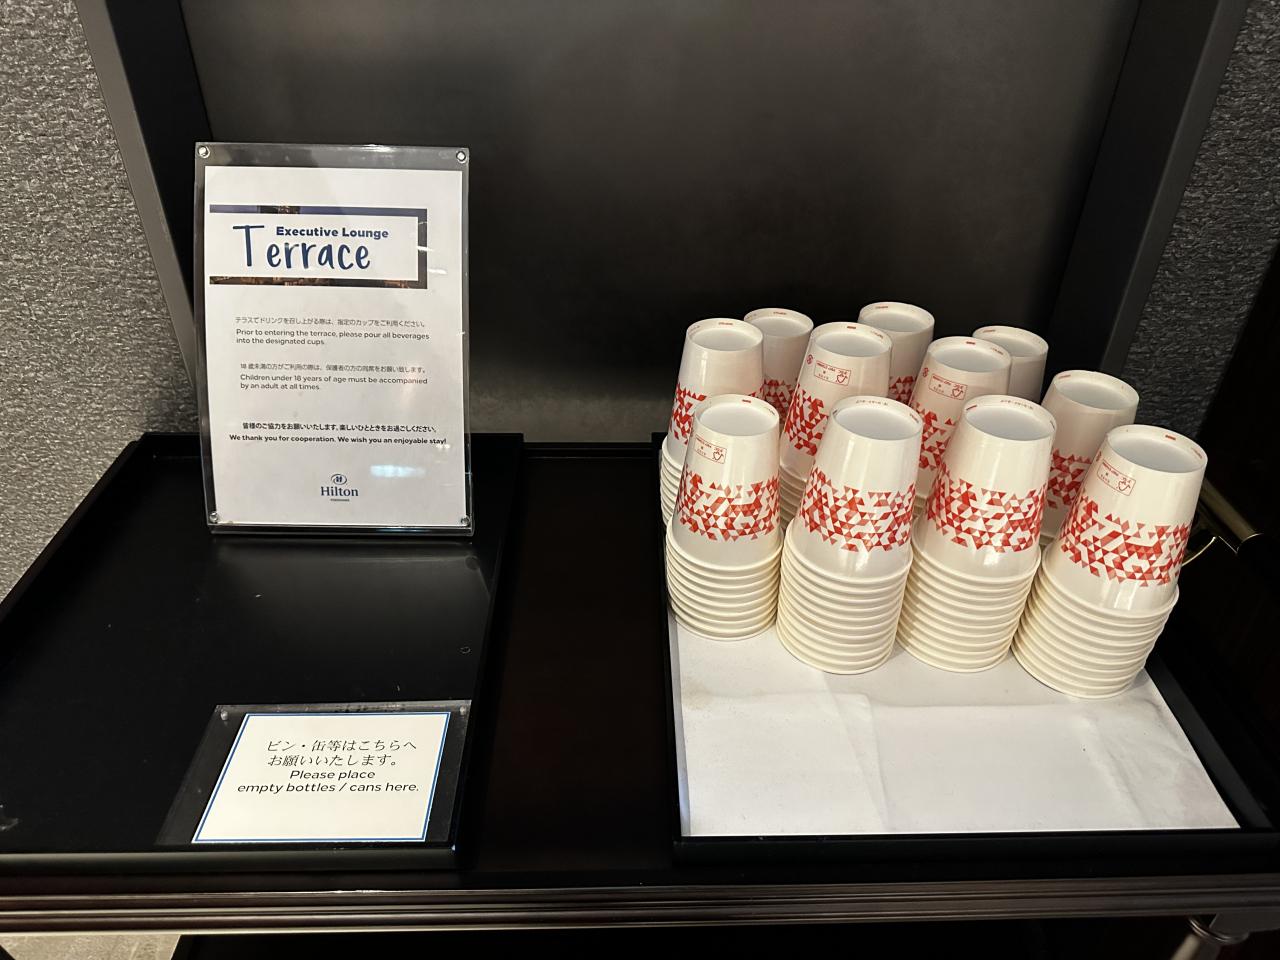 Executive Lounge
Terrace
テラスでドリンクを召し上がる際は、指定のカップをご利用ください。
Prior to entering the terrace, please pour all beverages
into the designated cups.
18 歳未満の方がご利用の際は、保護者の方の同席をお願い致します。
Children under 18 years of age must be accompanied
by an adult at all times.
皆様のご協力をお願いいたします。楽しいひとときをお過ごしください。
We thank you for cooperation. We wish you an enjoyable stay!
Hilton
ビン・缶等はこちらへ
お願いいたします。
Please place
empty bottles / cans here.